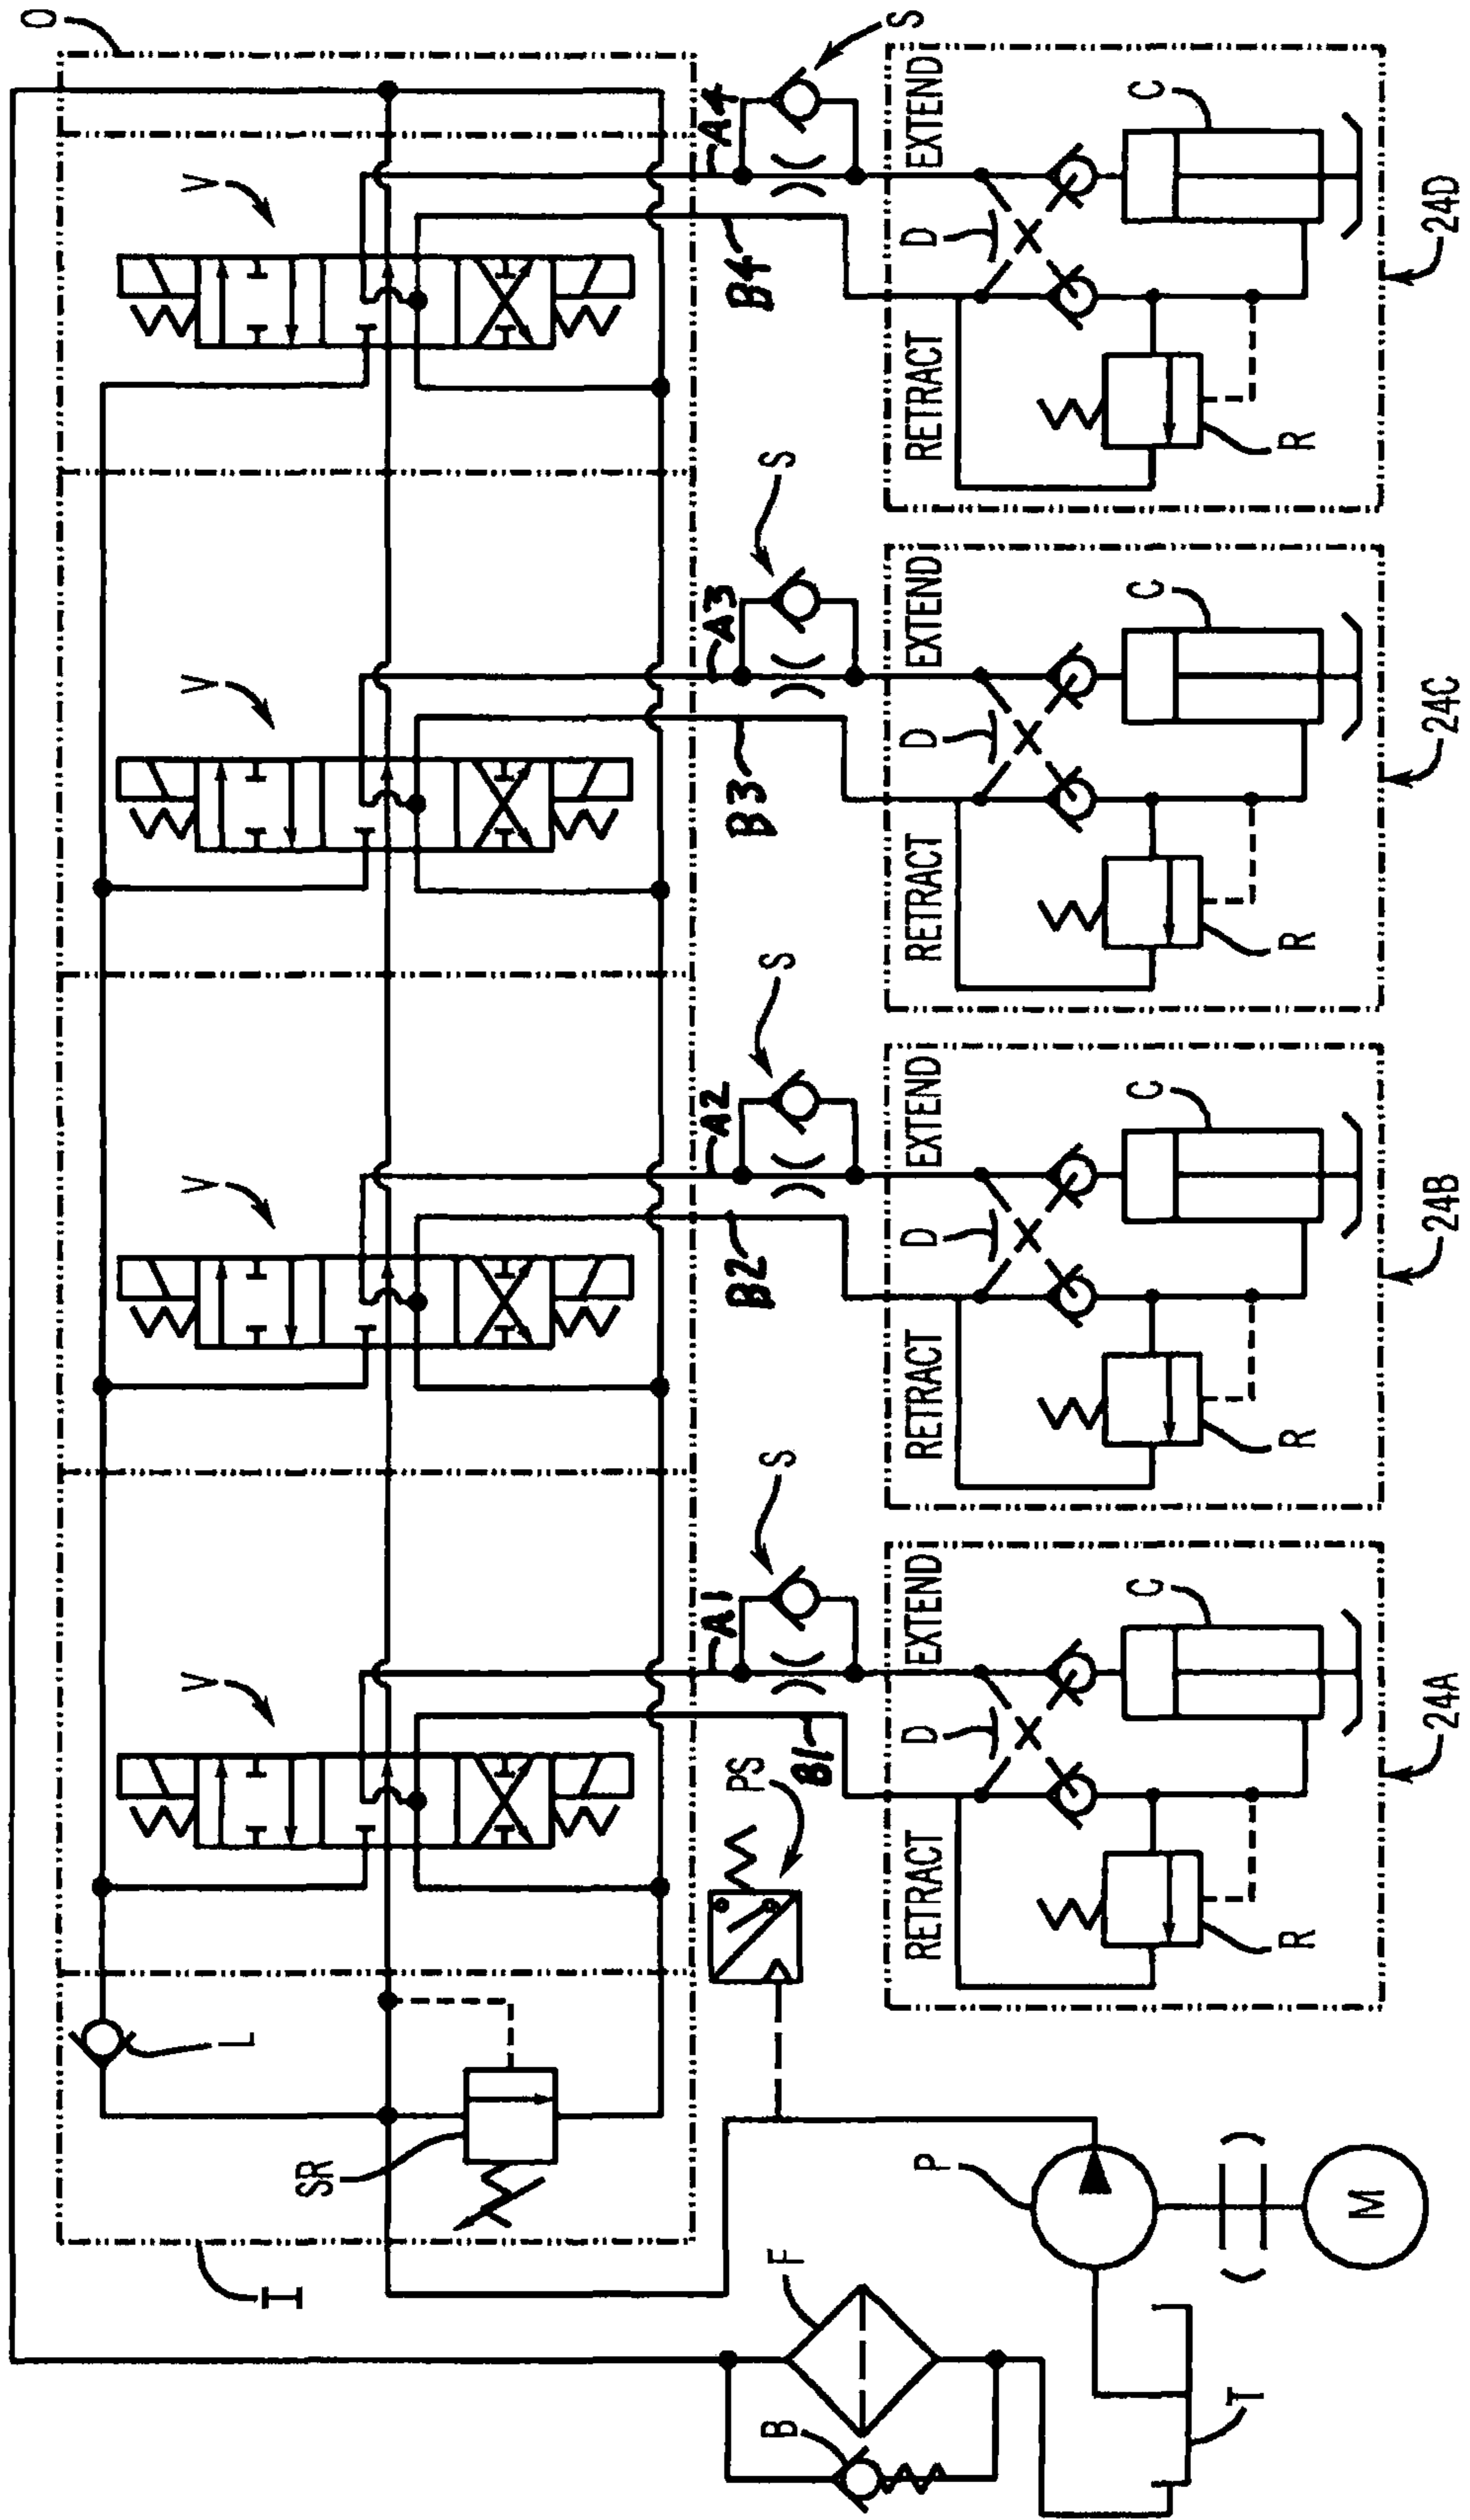 O
V
V
V
V
L
SR
I
A4
S
B4
A3
S
B3
A2
S
B2
A1
S
B1
PS
EXTEND
RETRACT
D
C
R
24D
EXTEND
RETRACT
D
C
R
24C
EXTEND
RETRACT
D
C
R
24B
EXTEND
RETRACT
D
C
R
24A
P
M
F
B
T